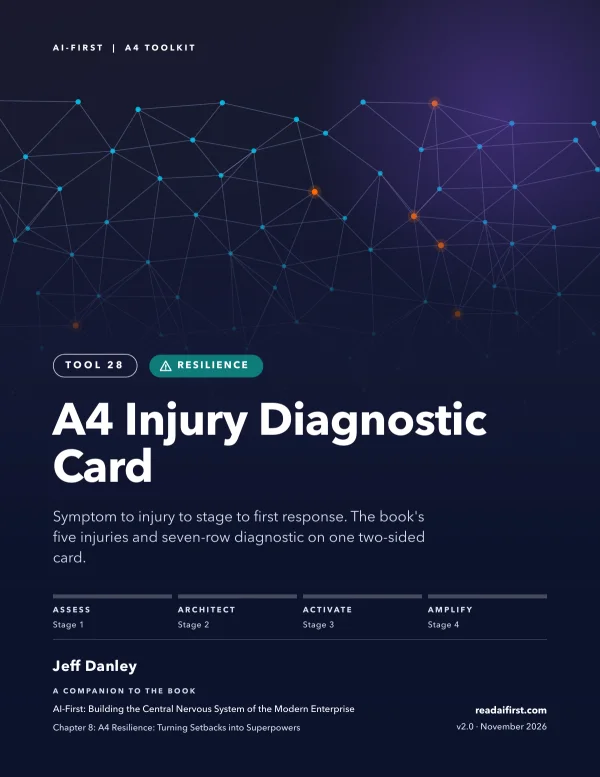 AI-FIRST | A4 TOOLKIT
TOOL 28
RESILIENCE
A4 Injury Diagnostic
Card
Symptom to injury to stage to first response. The book's
five injuries and seven-row diagnostic on one two-sided
card.
ASSESS
Stage 1
ARCHITECT
Stage 2
ACTIVATE
Stage 3
AMPLIFY
Stage 4
Jeff Danley
A COMPANION TO THE BOOK
AI-First: Building the Central Nervous System of the Modern Enterprise
Chapter 8: A4 Resilience: Turning Setbacks into Superpowers
readaifirst.com
v2.0 · November 2026